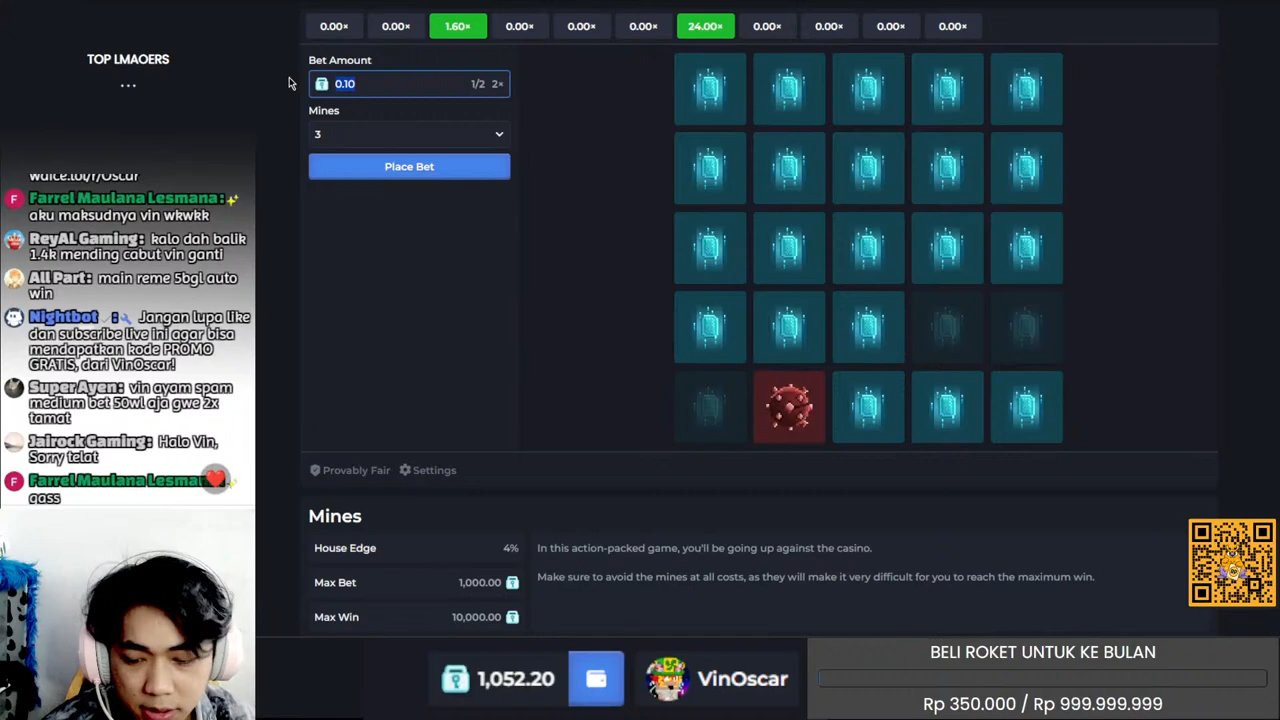 0.00× 0.00× 1.60× 0.00× 0.00× 0.00× 24.00× 0.00× 0.00× 0.00× 0.00×
TOP LMAOERS
...
Bet Amount
0.10 1/2 2×
Mines
3
Place Bet
Provably Fair Settings
Mines
House Edge 4%
Max Bet 1,000.00
Max Win 10,000.00
In this action-packed game, you'll be going up against the casino.
Make sure to avoid the mines at all costs, as they will make it very difficult for you to reach the maximum win.
Farrel Maulana Lesmana:
aku maksudnya vin wkwkk
ReyAL Gaming: kalo dah balik
1.4k mending cabut vin ganti
All Part: main reme 5bgl auto
win
Nightbot : Jangan lupa like
dan subscribe live ini agar bisa
mendapatkan kode PROMO
GRATIS, dari VinOscar!
Super Ayen: vin ayam spam
medium bet 50wl aja gwe 2x
tamat
Jairock Gaming: Halo Vin,
Sorry telat
Farrel Maulana
gass
1,052.20
VinOscar
BELI ROKET UNTUK KE BULAN
Rp 350.000 / Rp 999.999.999